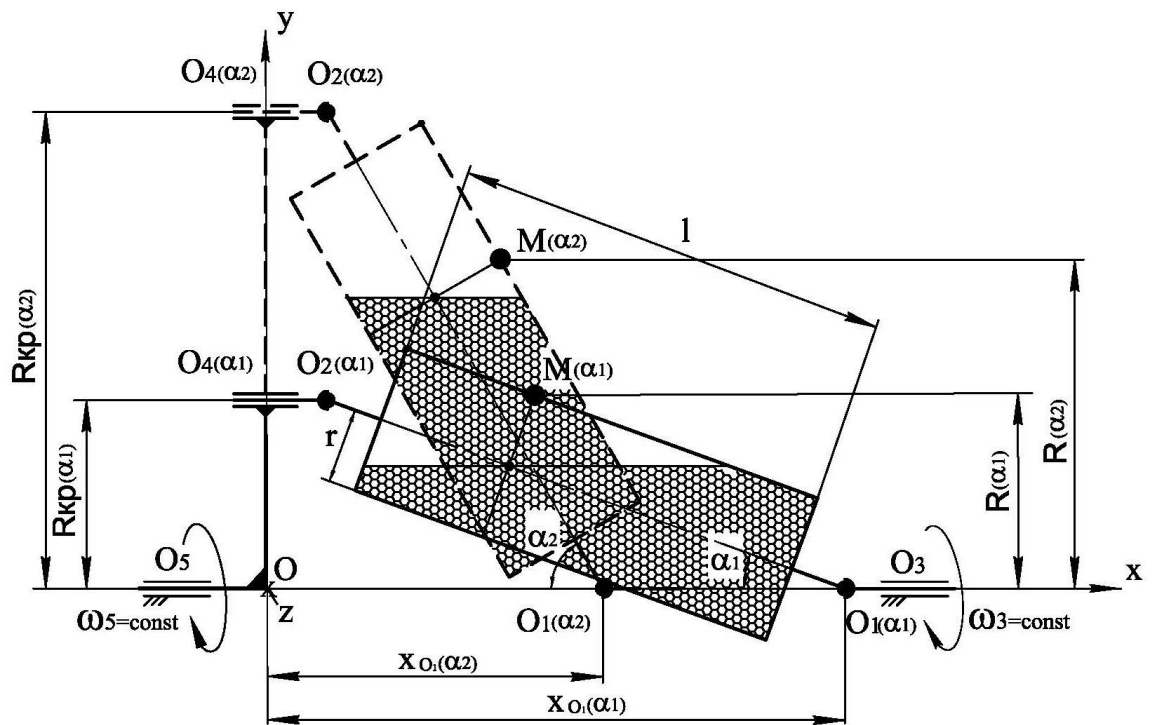 y
O4(α2) O2(α2)
l
M(α2)
Rкр(α2)
O4(α1) O2(α1)
M(α1)
r
R(α2)
R(α1)
Rкр(α1)
α2
α1
O5 O O3 x
z
ω5=const
O1(α2)
O1(α1)
ω3=const
xO1(α2)
xO1(α1)